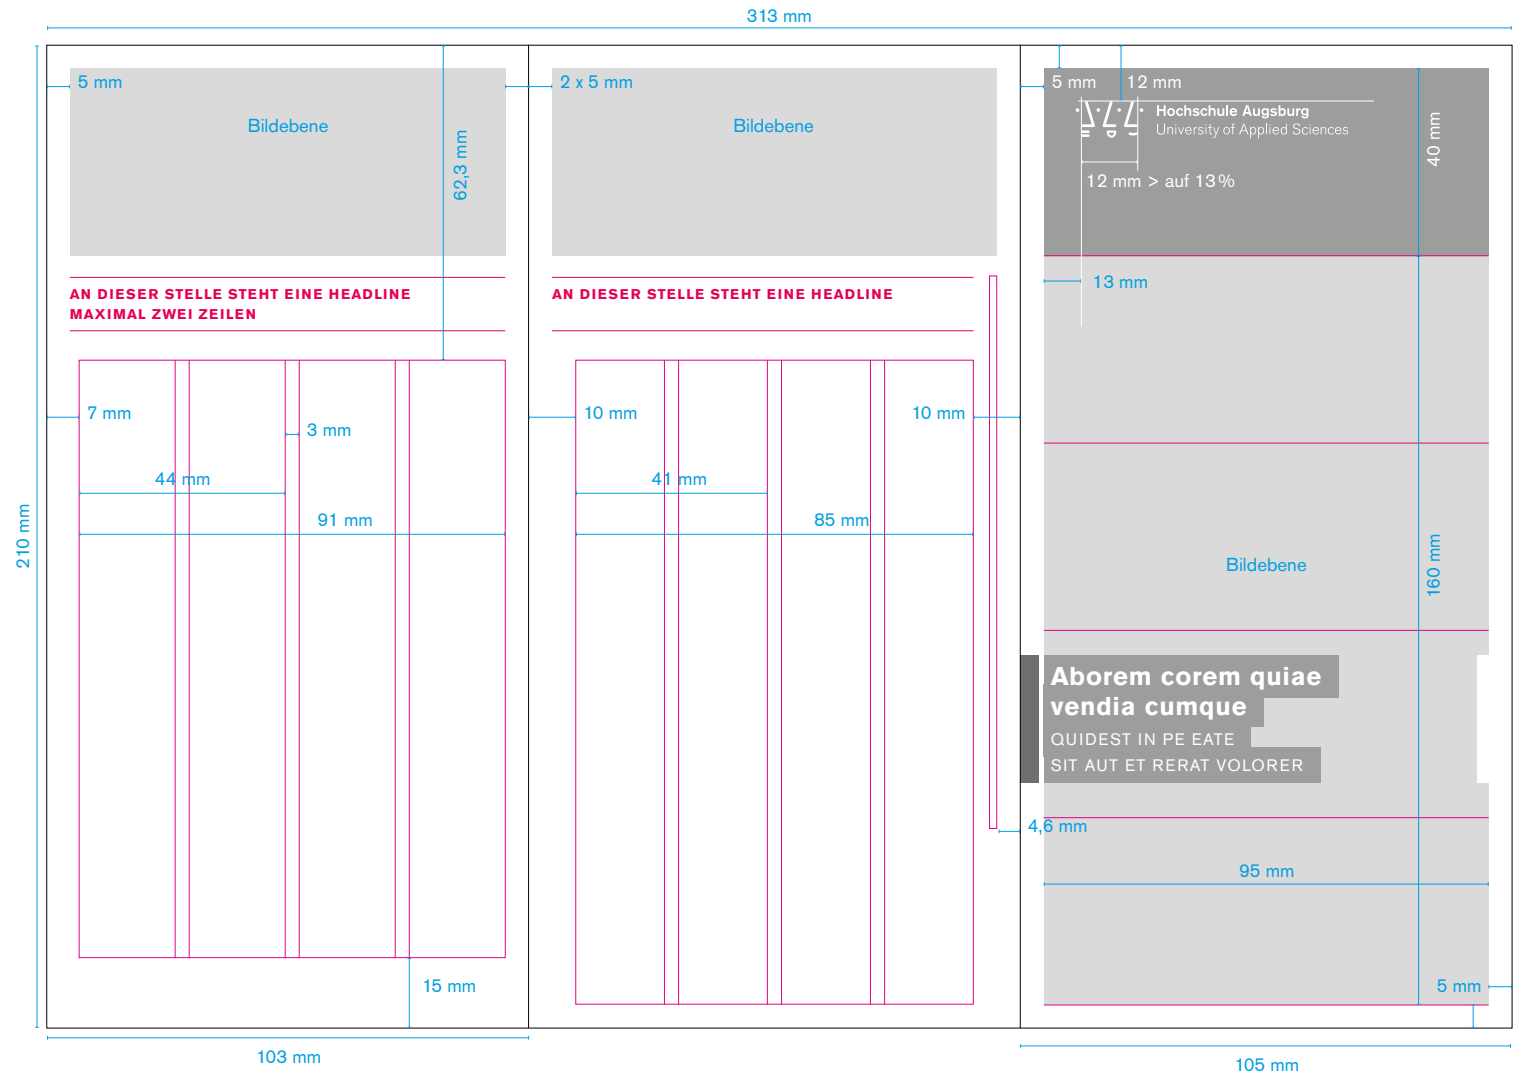 313 mm
5 mm
2 x 5 mm
5 mm
12 mm
Bildebene
Bildebene
62,3 mm
Hochschule Augsburg
University of Applied Sciences
40 mm
12 mm > auf 13%
13 mm
AN DIESER STELLE STEHT EINE HEADLINE
MAXIMAL ZWEI ZEILEN
AN DIESER STELLE STEHT EINE HEADLINE
7 mm
3 mm
44 mm
91 mm
10 mm
10 mm
41 mm
85 mm
210 mm
Bildebene
160 mm
Aborem corem quiae
vendia cumque
QUIDEST IN PE EATE
SIT AUT ET RERAT VOLORER
4,6 mm
95 mm
15 mm
5 mm
103 mm
105 mm